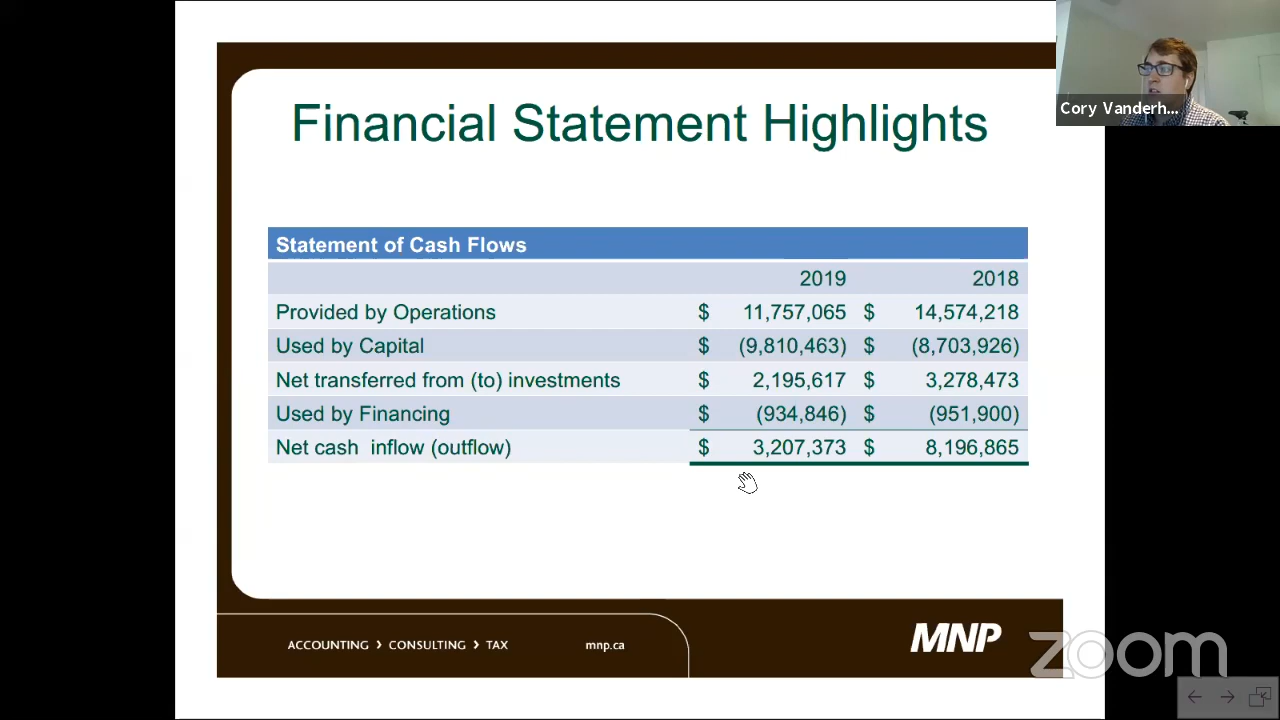 Cory Vanderh...
Financial Statement Highlights
Statement of Cash Flows
2019 2018
Provided by Operations $ 11,757,065 $ 14,574,218
Used by Capital $ (9,810,463) $ (8,703,926)
Net transferred from (to) investments $ 2,195,617 $ 3,278,473
Used by Financing $ (934,846) $ (951,900)
Net cash inflow (outflow) $ 3,207,373 $ 8,196,865
ACCOUNTING › CONSULTING › TAX mnp.ca MNP
zoom